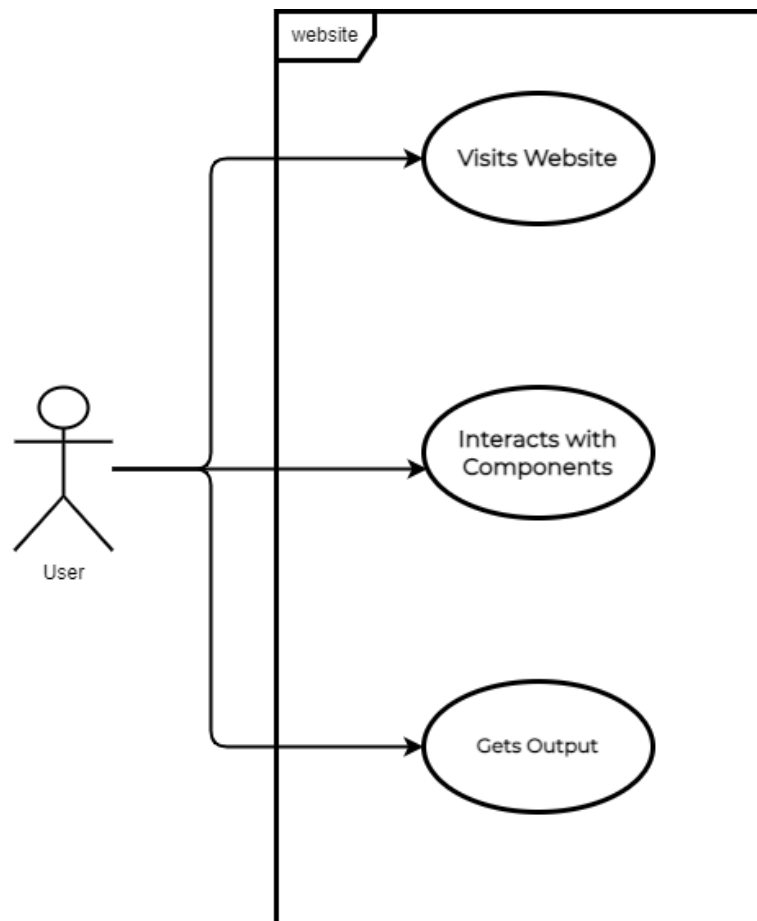 website
Visits Website
Interacts with
Components
User
Gets Output